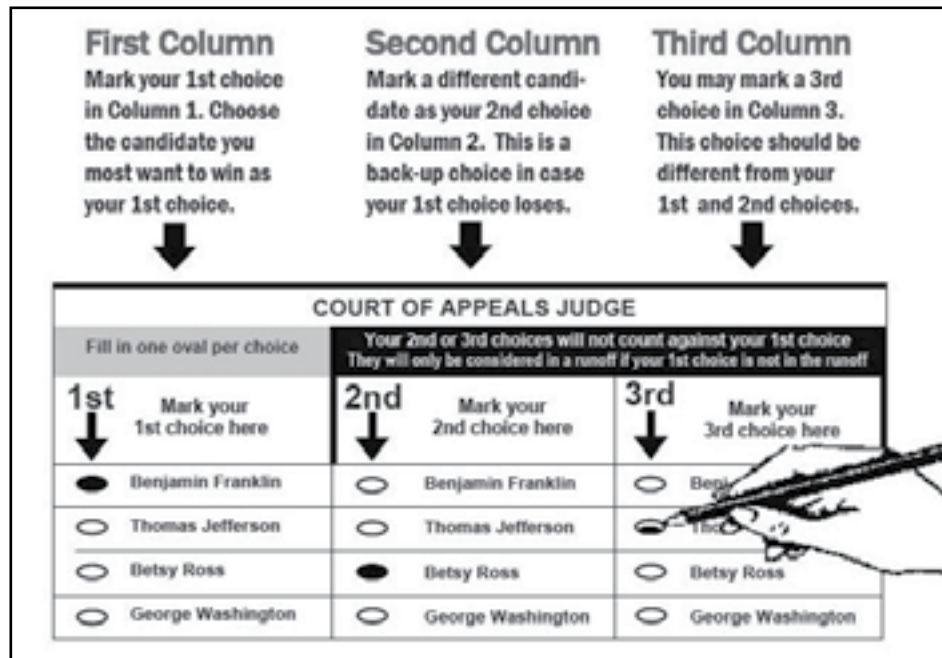 First Column
Mark your 1st choice
in Column 1. Choose
the candidate you
most want to win as
your 1st choice.
Second Column
Mark a different candi-
date as your 2nd choice
in Column 2. This is a
back-up choice in case
your 1st choice loses.
Third Column
You may mark a 3rd
choice in Column 3.
This choice should be
different from your
1st and 2nd choices.
COURT OF APPEALS JUDGE
Fill in one oval per choice
Your 2nd or 3rd choices will not count against your 1st choice
They will only be considered in a runoff if your 1st choice is not in the runoff
1st
Mark your
1st choice here
2nd
Mark your
2nd choice here
3rd
Mark your
3rd choice here
Benjamin Franklin
Benjamin Franklin
Thomas Jefferson
Thomas Jefferson
Betsy Ross
Betsy Ross
Betsy Ross
George Washington
George Washington
George Washington